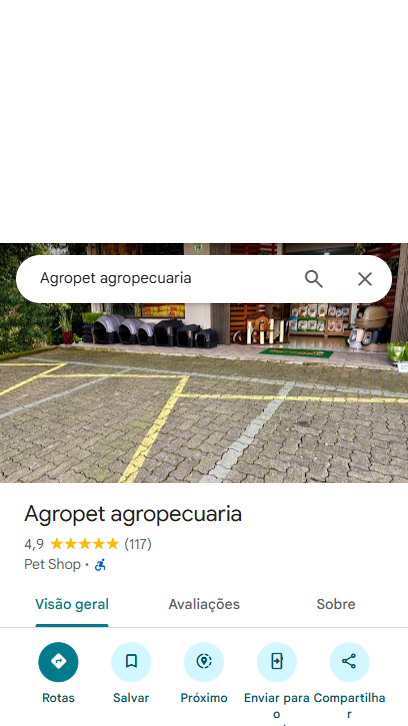 Agropet agropecuaria
Agropet agropecuaria
4,9 (117)
Pet Shop ·
Visão geral Avaliações Sobre
Rotas Salvar Próximo Enviar para o Compartilhar